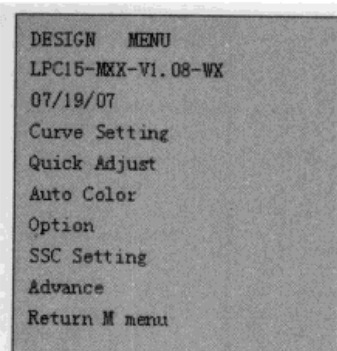 DESIGN MENU
LPC15-MXX-V1.08-WX
07/19/07
Curve Setting
Quick Adjust
Auto Color
Option
SSC Setting
Advance
Return M menu